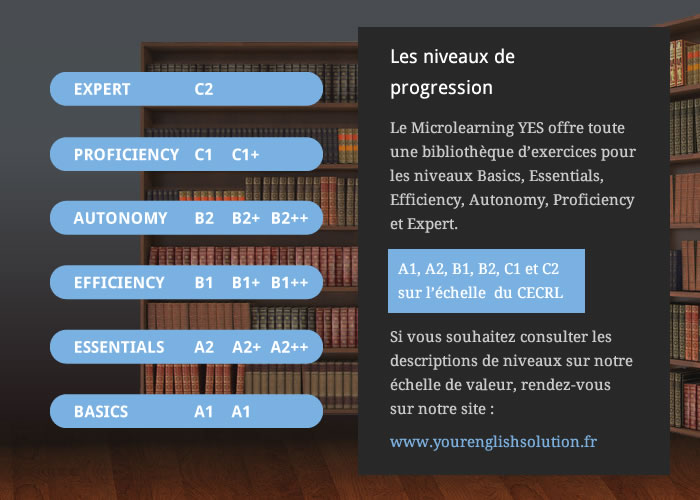 EXPERT C2
PROFICIENCY C1 C1+
AUTONOMY B2 B2+ B2++
EFFICIENCY B1 B1+ B1++
ESSENTIALS A2 A2+ A2++
BASICS A1 A1
Les niveaux de
progression
Le Microlearning YES offre toute
une bibliothèque d’exercices pour
les niveaux Basics, Essentials,
Efficiency, Autonomy, Proficiency
et Expert.
A1, A2, B1, B2, C1 et C2
sur l’échelle du CECRL
Si vous souhaitez consulter les
descriptions de niveaux sur notre
échelle de valeur, rendez-vous
sur notre site :
www.yourenglishsolution.fr